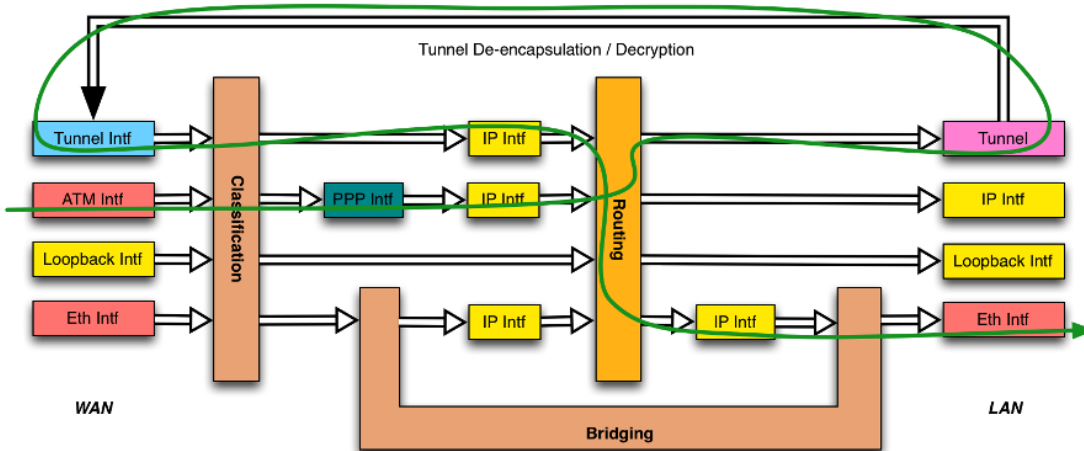 Tunnel De-encapsulation / Decryption
Tunnel Intf
IP Intf
Tunnel
ATM Intf
Classification
PPP Intf
IP Intf
Routing
IP Intf
Loopback Intf
Loopback Intf
Eth Intf
IP Intf
IP Intf
Eth Intf
WAN
LAN
Bridging